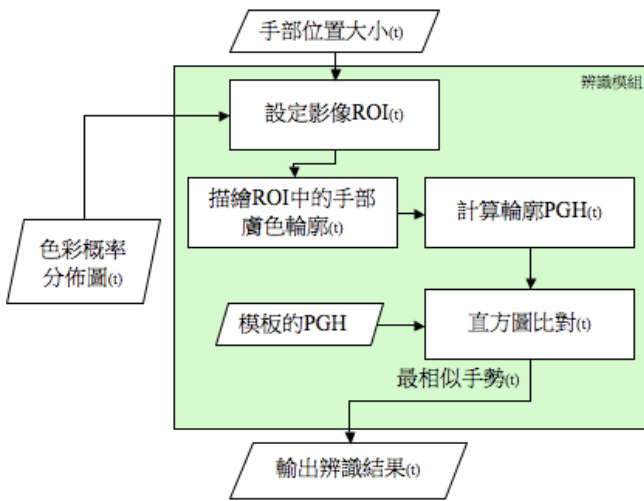 手部位置大小(t)
辨識模組
設定影像ROI(t)
描繪ROI中的手部
膚色輪廓(t)
計算輪廓PGH(t)
色彩概率
分佈圖(t)
模板的PGH
直方圖比對(t)
最相似手勢(t)
輸出辨識結果(t)